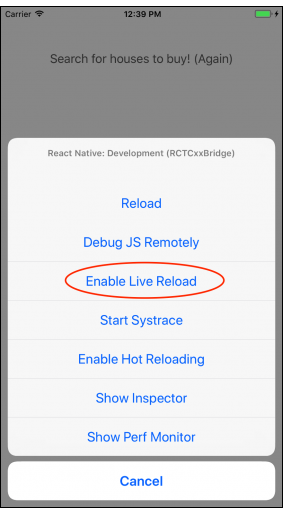 Carrier 12:39 PM
Search for houses to buy! (Again)
React Native: Development (RCTCxxBridge)
Reload
Debug JS Remotely
Enable Live Reload
Start Systrace
Enable Hot Reloading
Show Inspector
Show Perf Monitor
Cancel